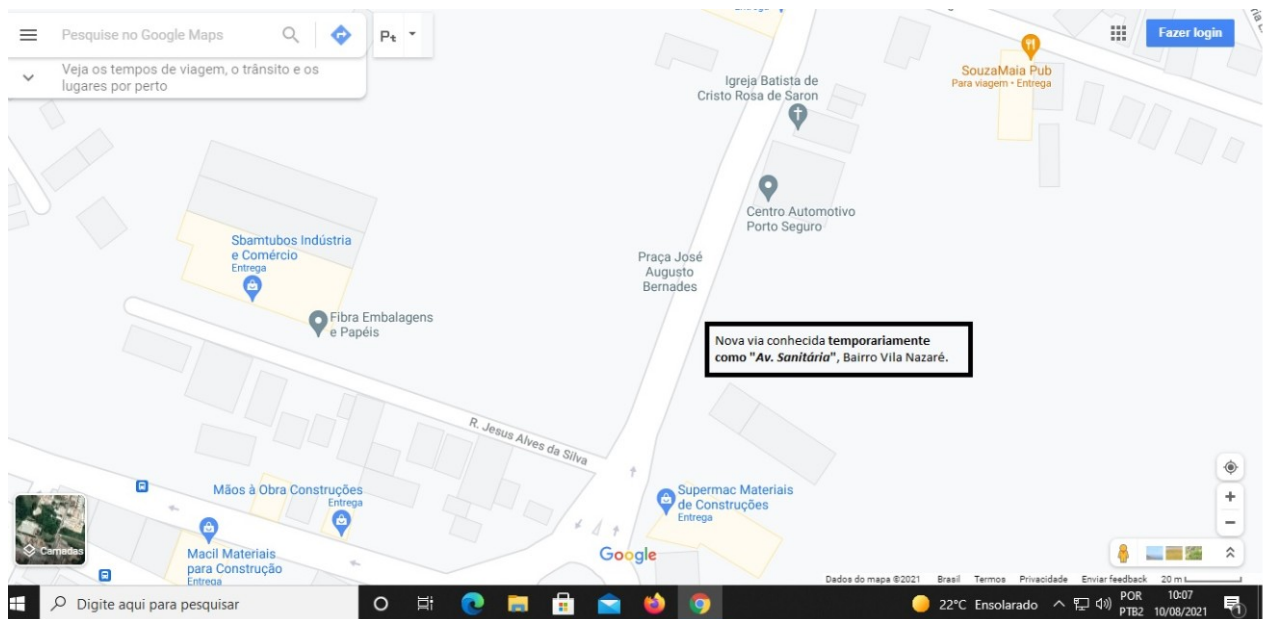 Pesquise no Google Maps
Veja os tempos de viagem, o trânsito e os
lugares por perto
Fazer login
SouzaMaia Pub
Para viagem • Entrega
Igreja Batista de
Cristo Rosa de Saron
Centro Automotivo
Porto Seguro
Sbamtubos Indústria
e Comércio
Entrega
Praça José
Augusto
Bernades
Fibra Embalagens
e Papéis
Nova via conhecida temporariamente
como "Av. Sanitária", Bairro Vila Nazaré.
R. Jesus Alves da Silva
Mãos à Obra Construções
Entrega
Supermac Materiais
de Construções
Entrega
Camadas
Macil Materiais
para Construção
Entrega
Google
Dados do mapa ©2021 Brasil Termos Privacidade Enviar feedback 20 m
Digite aqui para pesquisar
22°C Ensolarado
POR
PTB2
10:07
10/08/2021